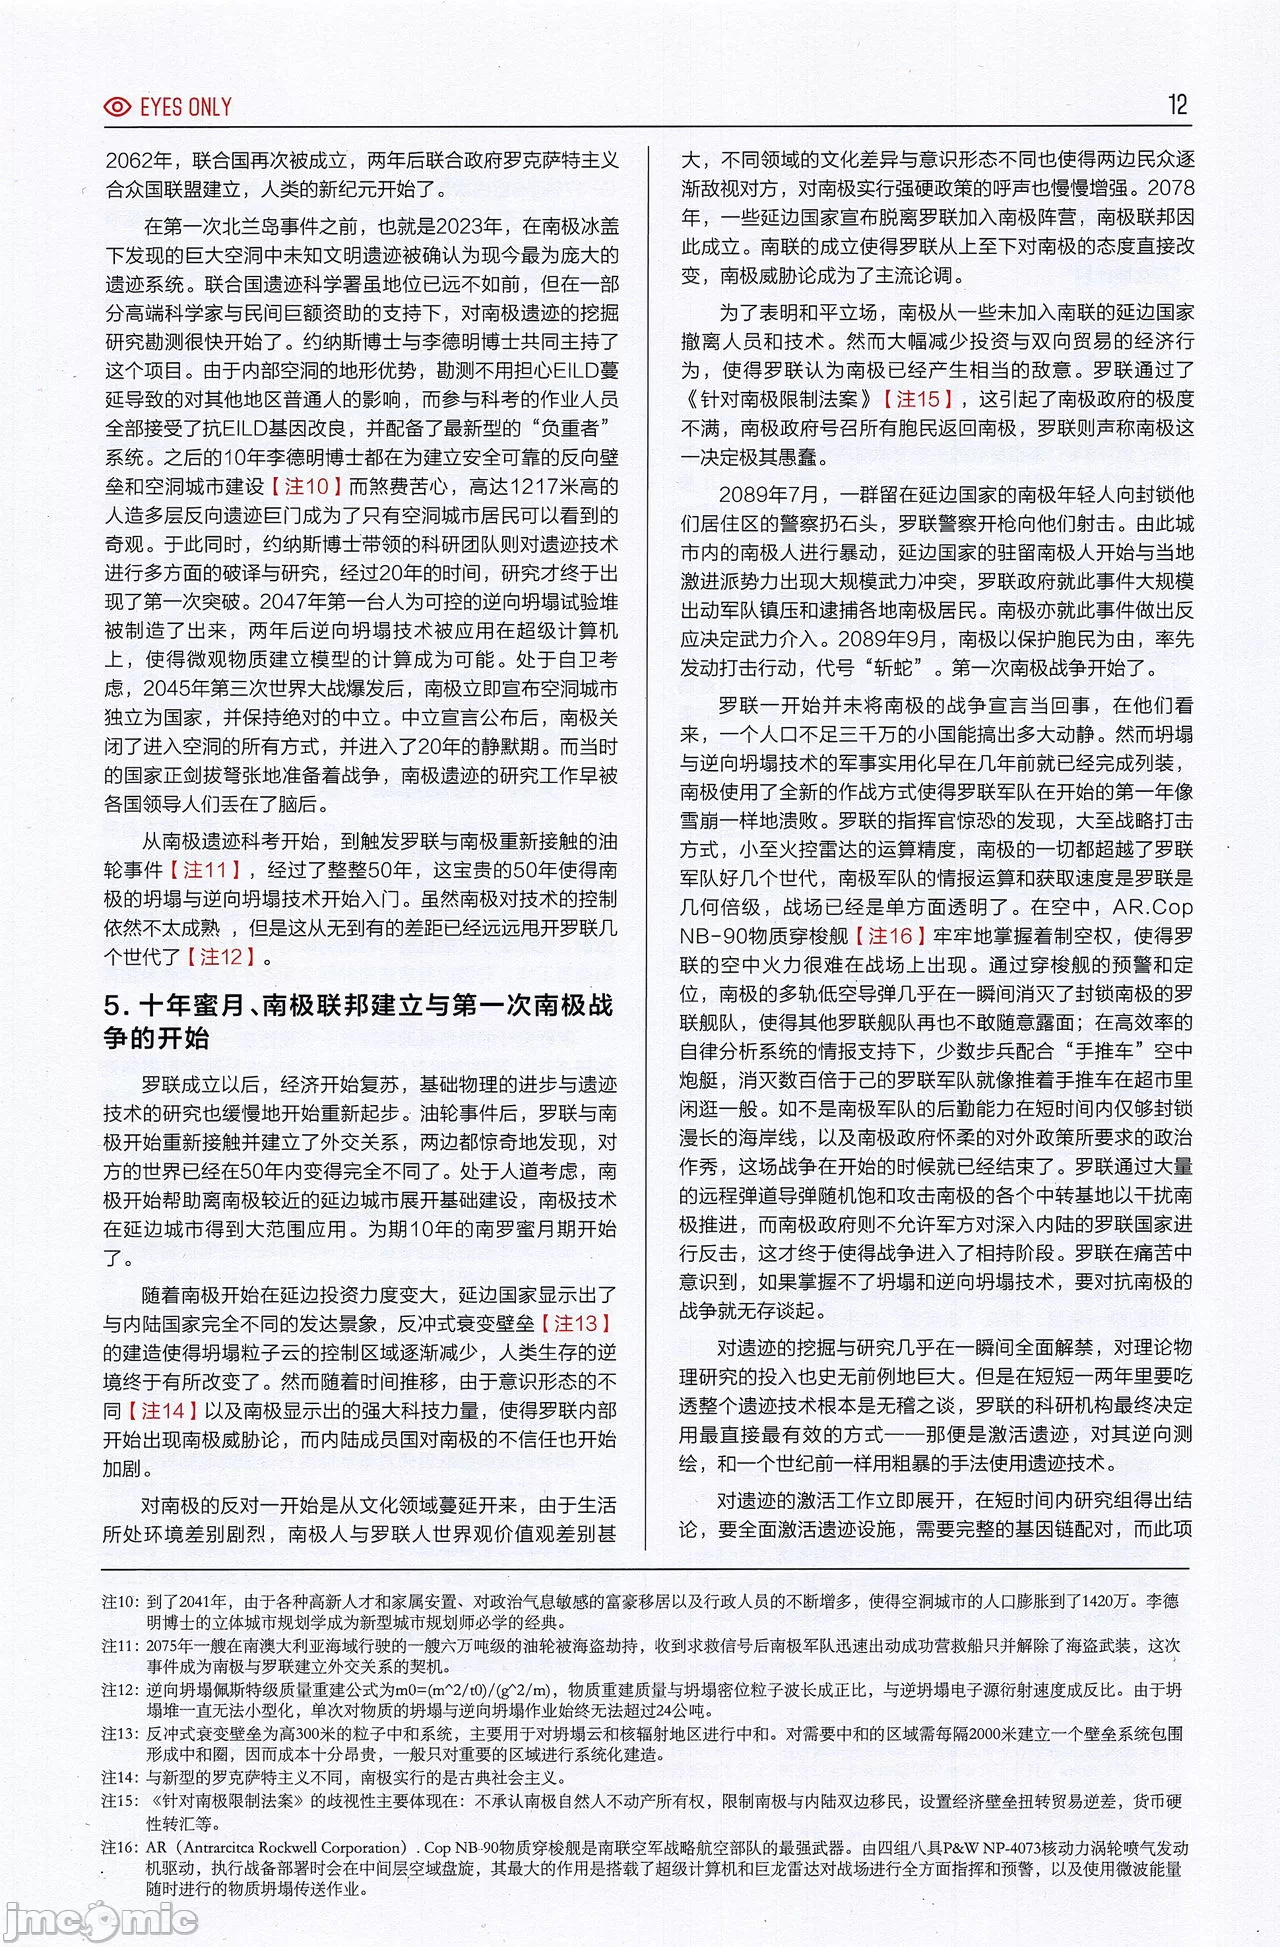 EYES ONLY
12
2062年，联合国再次被成立，两年后联合政府罗克萨特主义
合众国联盟建立，人类的新纪元开始了。
在第一次北兰岛事件之前，也就是2023年，在南极冰盖
下发现的巨大空洞中未知文明遗迹被确认为现今最为庞大的
遗迹系统。联合国遗迹科学署虽地位已远不如前，但在一部
分高端科学家与民间巨额资助的支持下，对南极遗迹的挖掘
研究勘测很快开始了。约纳斯博士与李德明博士共同主持了
这个项目。由于内部空洞的地形优势，勘测不用担心EILD蔓
延导致的对其他地区普通人的影响，而参与科考的作业人员
全部接受了抗EILD基因改良，并配备了最新型的“负重者”
系统。之后的10年李德明博士都在为建立安全可靠的反向壁
垒和空洞城市建设【注10】而煞费苦心，高达1217米高的
人造多层反向遗迹巨门成为了只有空洞城市居民可以看到的
奇观。于此同时，约纳斯博士带领的科研团队则对遗迹技术
进行多方面的破译与研究，经过20年的时间，研究才终于出
现了第一次突破。2047年第一台人为可控的逆向坍塌试验堆
被制造了出来，两年后逆向坍塌技术被应用在超级计算机
上，使得微观物质建立模型的计算成为可能。处于自卫考
虑，2045年第三次世界大战爆发后，南极立即宣布空洞城市
独立为国家，并保持绝对的中立。中立宣言公布后，南极关
闭了进入空洞的所有方式，并进入了20年的静默期。而当时
的国家正剑拔弩张地准备着战争，南极遗迹的研究工作早被
各国领导人们丢在了脑后。
从南极遗迹科考开始，到触发罗联与南极重新接触的油
轮事件【注11】，经过了整整50年，这宝贵的50年使得南
极的坍塌与逆向坍塌技术开始入门。虽然南极对技术的控制
依然不太成熟 ，但是这从无到有的差距已经远远甩开罗联几
个世代了【注12】。
5. 十年蜜月、南极联邦建立与第一次南极战
争的开始
罗联成立以后，经济开始复苏，基础物理的进步与遗迹
技术的研究也缓慢地开始重新起步。油轮事件后，罗联与南
极开始重新接触并建立了外交关系，两边都惊奇地发现，对
方的世界已经在50年内变得完全不同了。处于人道考虑，南
极开始帮助离南极较近的延边城市展开基础建设，南极技术
在延边城市得到大范围应用。为期10年的南罗蜜月期开始
了。
随着南极开始在延边投资力度变大，延边国家显示出了
与内陆国家完全不同的发达景象，反冲式衰变壁垒【注13】
的建造使得坍塌粒子云的控制区域逐渐减少，人类生存的逆
境终于有所改变了。然而随着时间推移，由于意识形态的不
同【注14】以及南极显示出的强大科技力量，使得罗联内部
开始出现南极威胁论，而内陆成员国对南极的不信任也开始
加剧。
对南极的反对一开始是从文化领域蔓延开来，由于生活
所处环境差别剧烈，南极人与罗联人世界观价值观差别甚
大，不同领域的文化差异与意识形态不同也使得两边民众逐
渐敌视对方，对南极实行强硬政策的呼声也慢慢增强。2078
年，一些延边国家宣布脱离罗联加入南极阵营，南极联邦因
此成立。南联的成立使得罗联从上至下对南极的态度直接改
变，南极威胁论成为了主流论调。
为了表明和平立场，南极从一些未加入南联的延边国家
撤离人员和技术。然而大幅减少投资与双向贸易的经济行
为，使得罗联认为南极已经产生相当的敌意。罗联通过了
《针对南极限制法案》【注15】，这引起了南极政府的极度
不满，南极政府号召所有胞民返回南极，罗联则声称南极这
一决定极其愚蠢。
2089年7月，一群留在延边国家的南极年轻人向封锁他
们居住区的警察扔石头，罗联警察开枪向他们射击。由此城
市内的南极人进行暴动，延边国家的驻留南极人开始与当地
激进派势力出现大规模武力冲突，罗联政府就此事件大规模
出动军队镇压和逮捕各地南极居民。南极亦就此事件做出反
应决定武力介入。2089年9月，南极以保护胞民为由，率先
发动打击行动，代号“斩蛇”。第一次南极战争开始了。
罗联一开始并未将南极的战争宣言当回事，在他们看
来，一个人口不足三千万的小国能搞出多大动静。然而坍塌
与逆向坍塌技术的军事实用化早在几年前就已经完成列装，
南极使用了全新的作战方式使得罗联军队在开始的第一年像
雪崩一样地溃败。罗联的指挥官惊恐的发现，大至战略打击
方式，小至火控雷达的运算精度，南极的一切都超越了罗联
军队好几个世代，南极军队的情报运算和获取速度是罗联是
几何倍级，战场已经是单方面透明了。在空中，AR.Cop
NB-90物质穿梭舰【注16】牢牢地掌握着制空权，使得罗
联的空中火力很难在战场上出现。通过穿梭舰的预警和定
位，南极的多轨低空导弹几乎在一瞬间消灭了封锁南极的罗
联舰队，使得其他罗联舰队再也不敢随意露面；在高效率的
自律分析系统的情报支持下，少数步兵配合“手推车”空中
炮艇，消灭数百倍于己的罗联军队就像推着手推车在超市里
闲逛一般。如不是南极军队的后勤能力在短时间内仅够封锁
漫长的海岸线，以及南极政府怀柔的对外政策所要求的政治
作秀，这场战争在开始的时候就已经结束了。罗联通过大量
的远程弹道导弹随机饱和攻击南极的各个中转基地以干扰南
极推进，而南极政府则不允许军方对深入内陆的罗联国家进
行反击，这才终于使得战争进入了相持阶段。罗联在痛苦中
意识到，如果掌握不了坍塌和逆向坍塌技术，要对抗南极的
战争就无存谈起。
对遗迹的挖掘与研究几乎在一瞬间全面解禁，对理论物
理研究的投入也史无前例地巨大。但是在短短一两年里要吃
透整个遗迹技术根本是无稽之谈，罗联的科研机构最终决定
用最直接最有效的方式——那便是激活遗迹，对其逆向测
绘，和一个世纪前一样用粗暴的手法使用遗迹技术。
对遗迹的激活工作立即展开，在短时间内研究组得出结
论，要全面激活遗迹设施，需要完整的基因链配对，而此项
注10：到了2041年，由于各种高新人才和家属安置、对政治气息敏感的富豪移居以及行政人员的不断增多，使得空洞城市的人口膨胀到了1420万。李德
明博士的立体城市规划学成为新型城市规划师必学的经典。
注11：2075年一艘在南澳大利亚海域行驶的一艘六万吨级的油轮被海盗劫持，收到求救信号后南极军队迅速出动成功营救船只并解除了海盗武装，这次
事件成为南极与罗联建立外交关系的契机。
注12：逆向坍塌佩斯特级质量重建公式为m0=(m^2/t0)/(g^2/m)，物质重建质量与坍塌密位粒子波长成正比，与逆坍塌电子源衍射速度成反比。由于坍
塌堆一直无法小型化，单次对物质的坍塌与逆向坍塌作业始终无法超过24公吨。
注13：反冲式衰变壁垒为高300米的粒子中和系统，主要用于对坍塌云和核辐射地区进行中和。对需要中和的区域需每隔2000米建立一个壁垒系统包围
形成中和圈，因而成本十分昂贵，一般只对重要的区域进行系统化建造。
注14：与新型的罗克萨特主义不同，南极实行的是古典社会主义。
注15：《针对南极限制法案》的歧视性主要体现在：不承认南极自然人不动产所有权，限制南极与内陆双边移民，设置经济壁垒扭转贸易逆差，货币硬
性转汇等。
注16：AR（Antrarcitca Rockwell Corporation）. Cop NB-90物质穿梭舰是南联空军战略航空部队的最强武器。由四组八具P&W NP-4073核动力涡轮喷气发动
机驱动，执行战备部署时会在中间层空域盘旋，其最大的作用是搭载了超级计算机和巨龙雷达对战场进行全方面指挥和预警，以及使用微波能量
随时进行的物质坍塌传送作业。
jmcomic